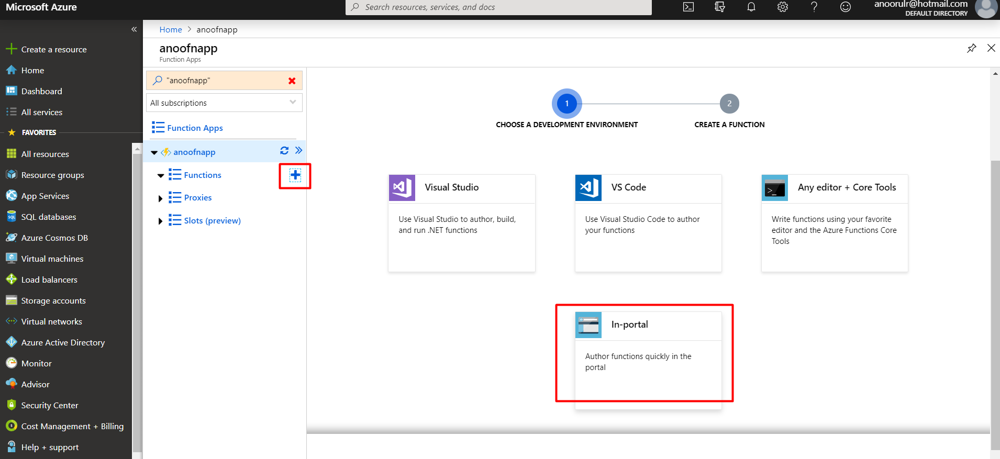 Microsoft Azure
Search resources, services, and docs
anoorulr@hotmail.com
DEFAULT DIRECTORY
Create a resource
Home
Dashboard
All services
FAVORITES
All resources
Resource groups
App Services
SQL databases
Azure Cosmos DB
Virtual machines
Load balancers
Storage accounts
Virtual networks
Azure Active Directory
Monitor
Advisor
Security Center
Cost Management + Billing
Help + support
Home > anoofnapp
anoofnapp
Function Apps
"anoofnapp"
All subscriptions
Function Apps
anoofnapp
Functions
Proxies
Slots (preview)
1
2
CHOOSE A DEVELOPMENT ENVIRONMENT
CREATE A FUNCTION
Visual Studio
Use Visual Studio to author, build,
and run .NET functions
VS Code
Use Visual Studio Code to author
your functions
Any editor + Core Tools
Write functions using your favorite
editor and the Azure Functions Core
Tools
In-portal
Author functions quickly in the
portal